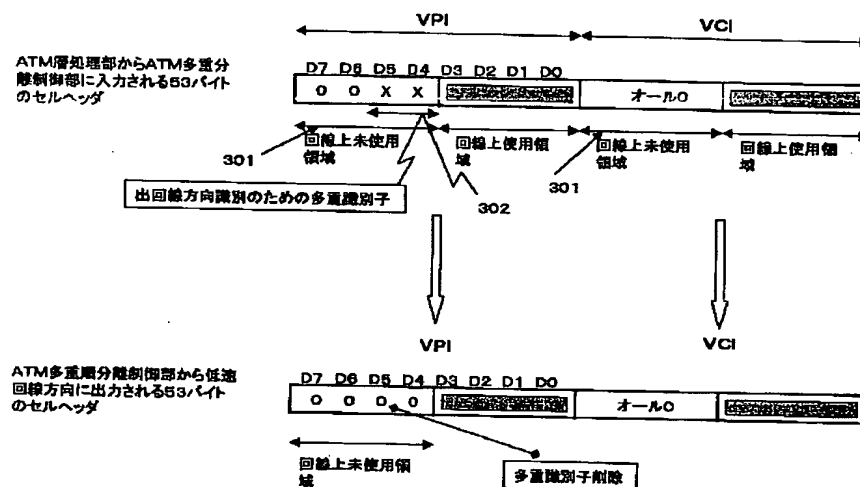 VPI VCI
ATM層処理部からATM多重分
離制御部に入力される53バイト
のセルヘッダ
D7 D6 D5 D4 D3 D2 D1 D0
0 0 X X オール0
301 回線上未使用
領域 回線上使用領
域 301 回線上未使用
領域 回線上使用領
域
出回線方向識別のための多重識別子
302
VPI VCI
ATM多重順分離制御部から低速
回線方向に出力される53バイト
のセルヘッダ
D7 D6 D5 D4 D3 D2 D1 D0
0 0 0 0 オール0
回線上未使用領
域
多重識別子削除